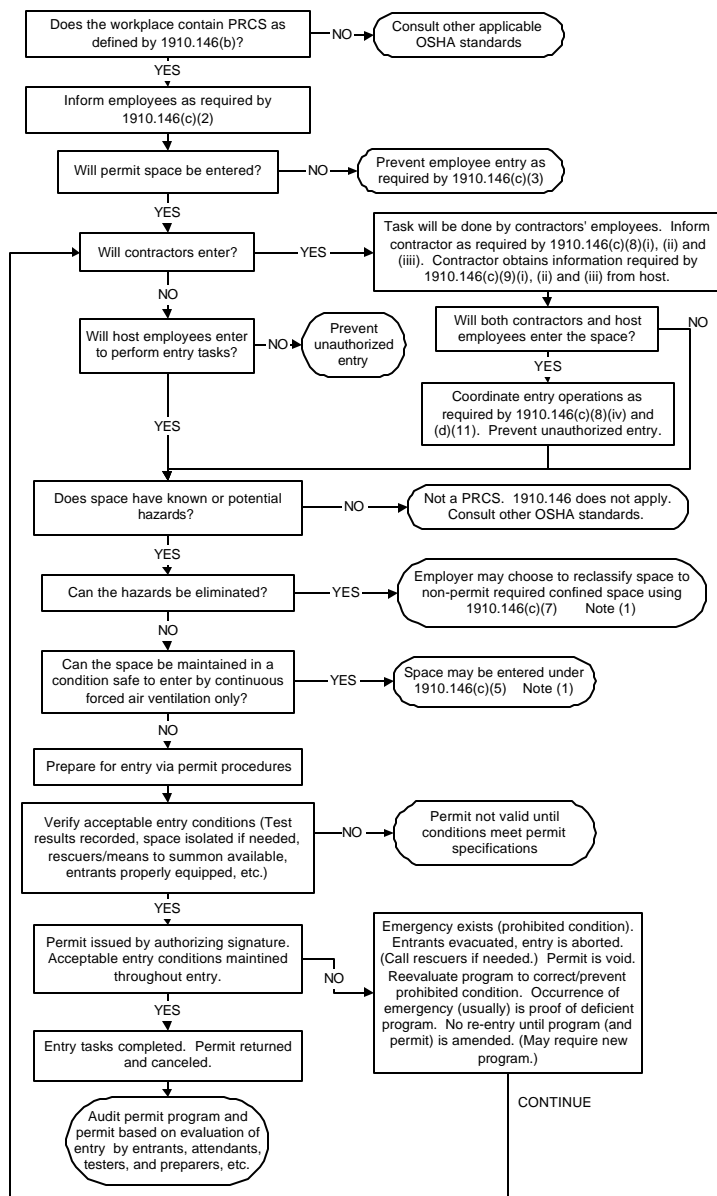 Does the workplace contain PRCS as
defined by 1910.146(b)?
NO
Consult other applicable
OSHA standards
YES
Inform employees as required by
1910.146(c)(2)
Will permit space be entered?
NO
Prevent employee entry as
required by 1910.146(c)(3)
YES
Will contractors enter?
YES
Task will be done by contractors' employees. Inform
contractor as required by 1910.146(c)(8)(i), (ii) and
(iiii). Contractor obtains information required by
1910.146(c)(9)(i), (ii) and (iii) from host.
NO
Will host employees enter
to perform entry tasks?
NO
Prevent
unauthorized
entry
Will both contractors and host
employees enter the space?
NO
YES
Coordinate entry operations as
required by 1910.146(c)(8)(iv) and
(d)(11). Prevent unauthorized entry.
YES
Does space have known or potential
hazards?
NO
Not a PRCS. 1910.146 does not apply.
Consult other OSHA standards.
YES
Can the hazards be eliminated?
YES
Employer may choose to reclassify space to
non-permit required confined space using
1910.146(c)(7) Note (1)
NO
Can the space be maintained in a
condition safe to enter by continuous
forced air ventilation only?
YES
Space may be entered under
1910.146(c)(5) Note (1)
NO
Prepare for entry via permit procedures
Verify acceptable entry conditions (Test
results recorded, space isolated if needed,
rescuers/means to summon available,
entrants properly equipped, etc.)
NO
Permit not valid until
conditions meet permit
specifications
YES
Permit issued by authorizing signature.
Acceptable entry conditions maintined
throughout entry.
NO
Emergency exists (prohibited condition).
Entrants evacuated, entry is aborted.
(Call rescuers if needed.) Permit is void.
Reevaluate program to correct/prevent
prohibited condition. Occurrence of
emergency (usually) is proof of deficient
program. No re-entry until program (and
permit) is amended. (May require new
program.)
YES
Entry tasks completed. Permit returned
and canceled.
CONTINUE
Audit permit program and
permit based on evaluation of
entry by entrants, attendants,
testers, and preparers, etc.